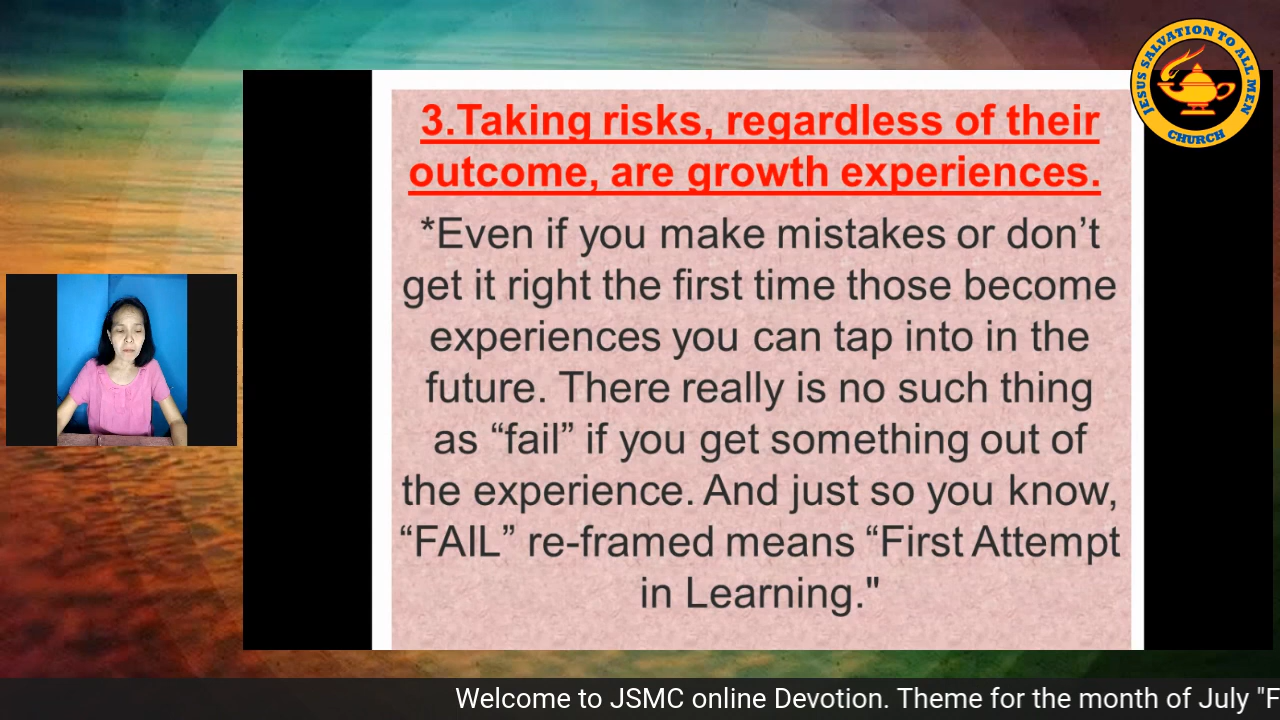 JESUS SALVATION TO ALL MEN
CHURCH
3.Taking risks, regardless of their
outcome, are growth experiences.
*Even if you make mistakes or don’t
get it right the first time those become
experiences you can tap into in the
future. There really is no such thing
as “fail” if you get something out of
the experience. And just so you know,
“FAIL” re-framed means “First Attempt
in Learning."
Welcome to JSMC online Devotion. Theme for the month of July "F